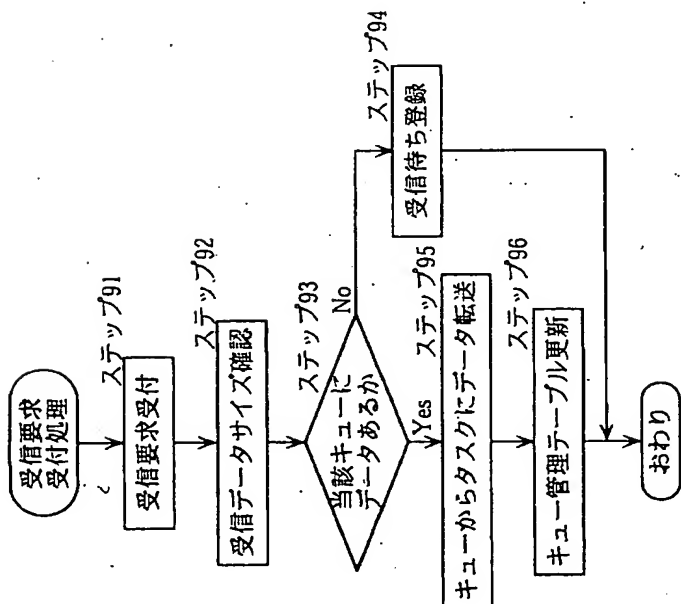 受信要求
受付処理
ステップ91
受信要求受付
ステップ92
受信データサイズ確認
ステップ93
当該キューに
データあるか
No
ステップ94
受信待ち登録
Yes
ステップ95
キューからタスクにデータ転送
ステップ96
キュー管理テーブル更新
おわり